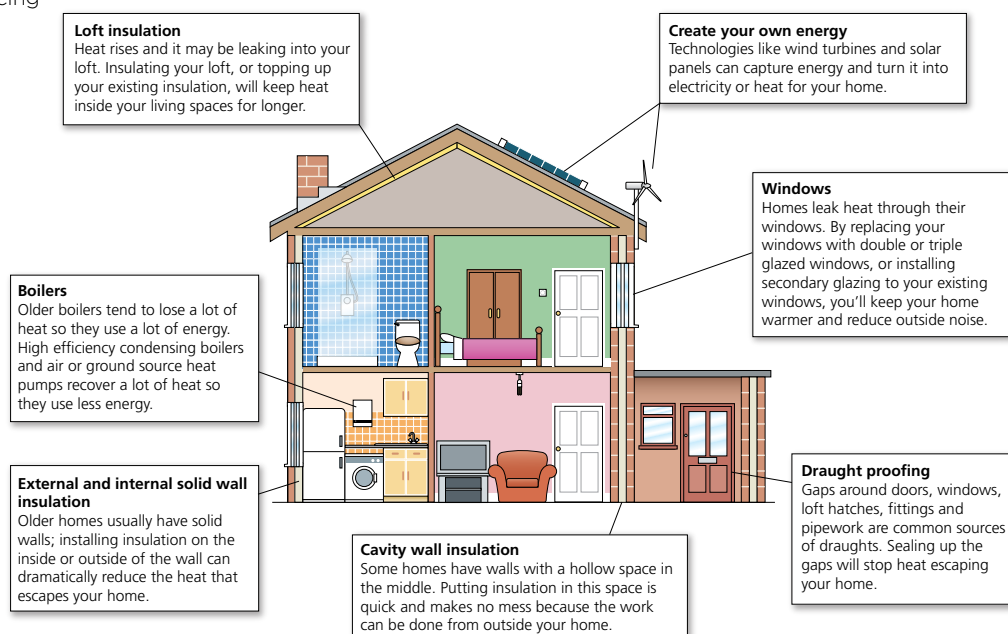 Loft insulation
Heat rises and it may be leaking into your
loft. Insulating your loft, or topping up
your existing insulation, will keep heat
inside your living spaces for longer.
Create your own energy
Technologies like wind turbines and solar
panels can capture energy and turn it into
electricity or heat for your home.
Windows
Homes leak heat through their
windows. By replacing your
windows with double or triple
glazed windows, or installing
secondary glazing to your existing
windows, you'll keep your home
warmer and reduce outside noise.
Boilers
Older boilers tend to lose a lot of
heat so they use a lot of energy.
High efficiency condensing boilers
and air or ground source heat
pumps recover a lot of heat so
they use less energy.
External and internal solid wall
insulation
Older homes usually have solid
walls; installing insulation on the
inside or outside of the wall can
dramatically reduce the heat that
escapes your home.
Cavity wall insulation
Some homes have walls with a hollow space in
the middle. Putting insulation in this space is
quick and makes no mess because the work
can be done from outside your home.
Draught proofing
Gaps around doors, windows,
loft hatches, fittings and
pipework are common sources
of draughts. Sealing up the
gaps will stop heat escaping
your home.